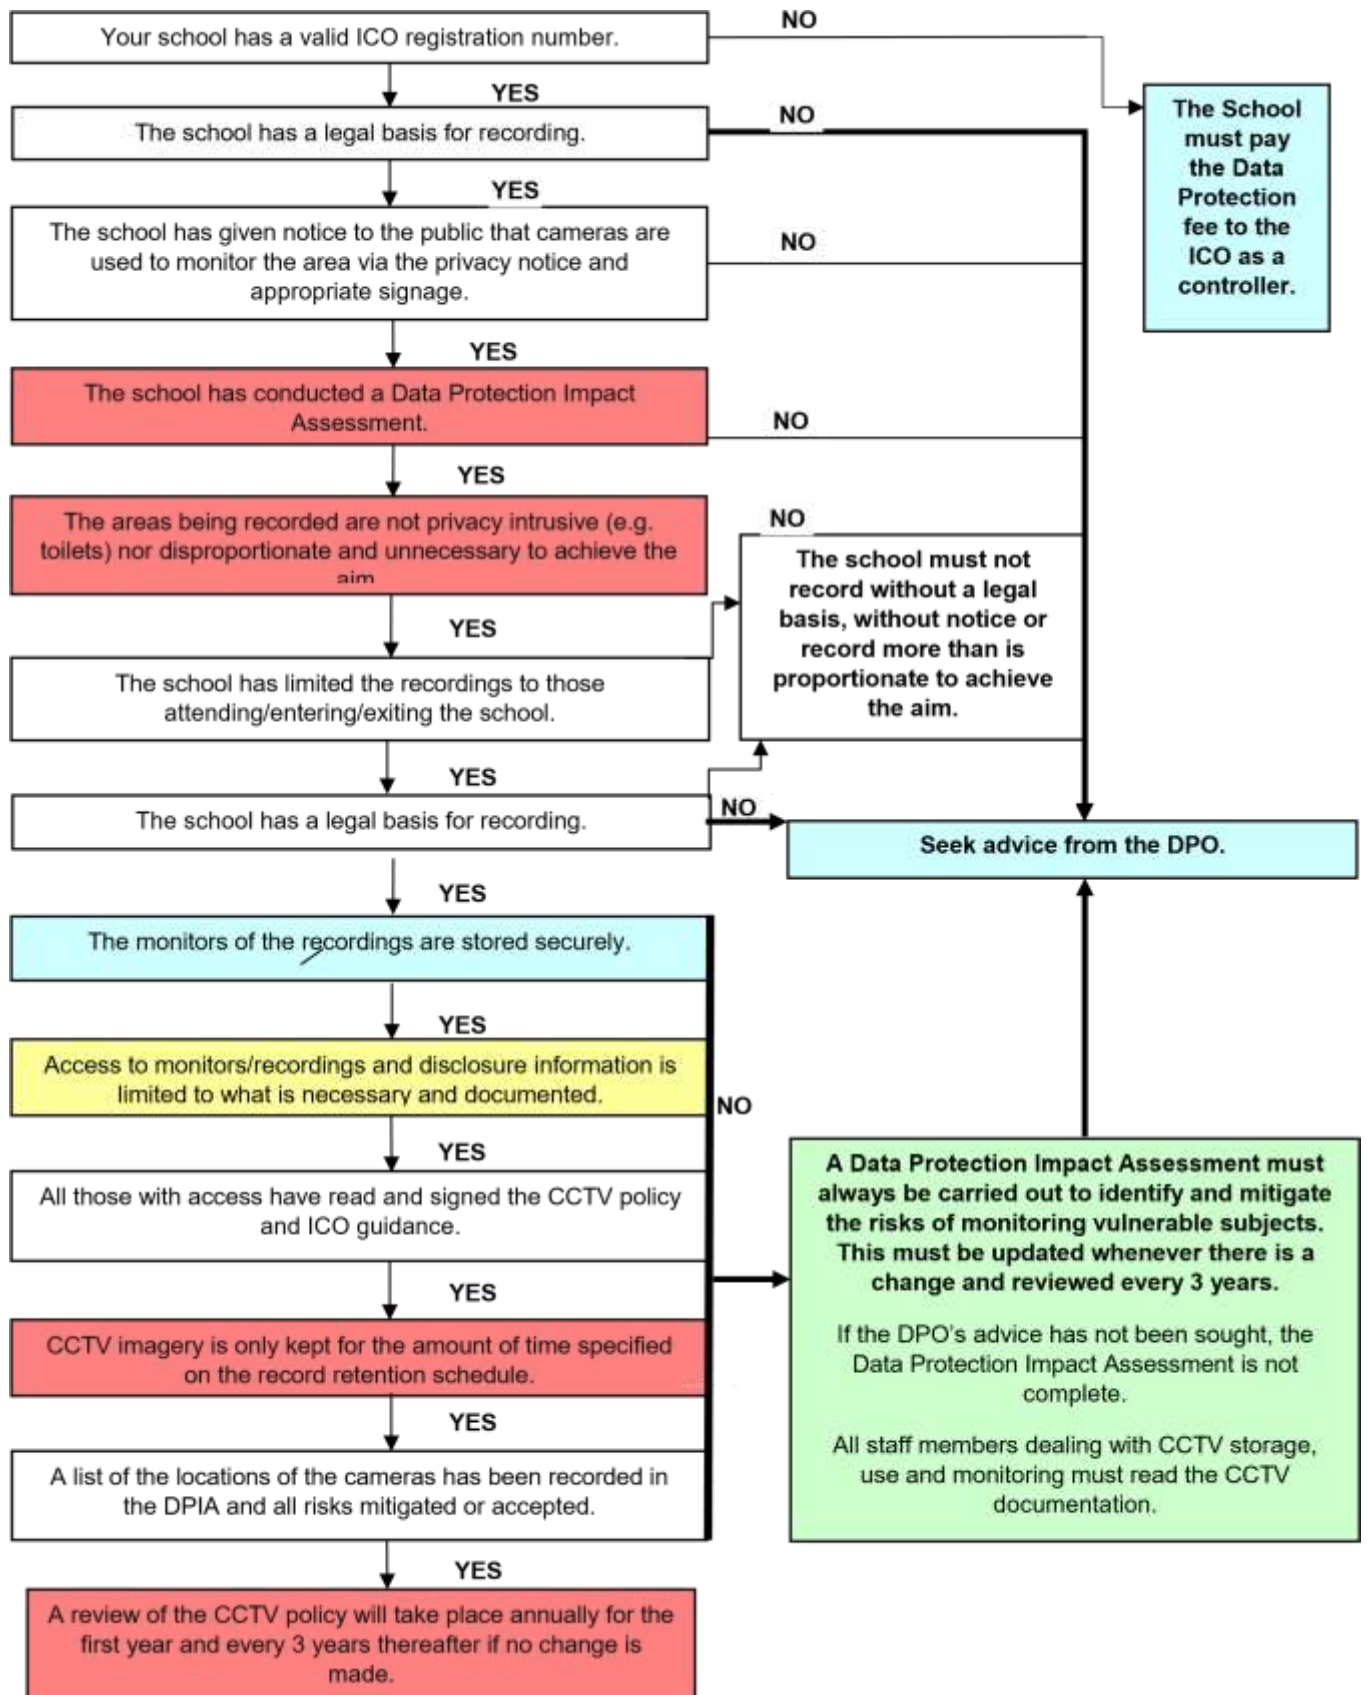 Your school has a valid ICO registration number.
NO
YES
The school has a legal basis for recording.
NO
The School
must pay
the Data
Protection
fee to the
ICO as a
controller.
YES
The school has given notice to the public that cameras are
used to monitor the area via the privacy notice and
appropriate signage.
NO
YES
The school has conducted a Data Protection Impact
Assessment.
NO
YES
The areas being recorded are not privacy intrusive (e.g.
toilets) nor disproportionate and unnecessary to achieve the
aim
NO
The school must not
record without a legal
basis, without notice or
record more than is
proportionate to achieve
the aim.
YES
The school has limited the recordings to those
attending/entering/exiting the school.
YES
The school has a legal basis for recording.
NO
Seek advice from the DPO.
YES
The monitors of the recordings are stored securely.
YES
Access to monitors/recordings and disclosure information is
limited to what is necessary and documented.
NO
YES
All those with access have read and signed the CCTV policy
and ICO guidance.
A Data Protection Impact Assessment must
always be carried out to identify and mitigate
the risks of monitoring vulnerable subjects.
This must be updated whenever there is a
change and reviewed every 3 years.
If the DPO's advice has not been sought, the
Data Protection Impact Assessment is not
complete.
All staff members dealing with CCTV storage,
use and monitoring must read the CCTV
documentation.
YES
CCTV imagery is only kept for the amount of time specified
on the record retention schedule.
YES
A list of the locations of the cameras has been recorded in
the DPIA and all risks mitigated or accepted.
YES
A review of the CCTV policy will take place annually for the
first year and every 3 years thereafter if no change is
made.